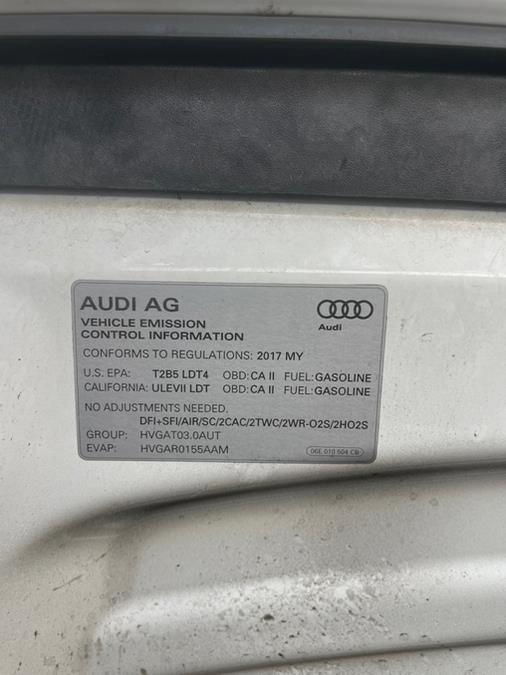 AUDI AG
VEHICLE EMISSION
CONTROL INFORMATION
Audi
CONFORMS TO REGULATIONS: 2017 MY
U.S. EPA: T2B5 LDT4 OBD: CA II FUEL: GASOLINE
CALIFORNIA: ULEVII LDT OBD: CA II FUEL: GASOLINE
NO ADJUSTMENTS NEEDED.
DFI+SFI/AIR/SC/2CAC/2TWC/2WR-O2S/2HO2S
GROUP: HVGAT03.0AUT
EVAP: HVGAR0155AAM
06E 010 504 CB